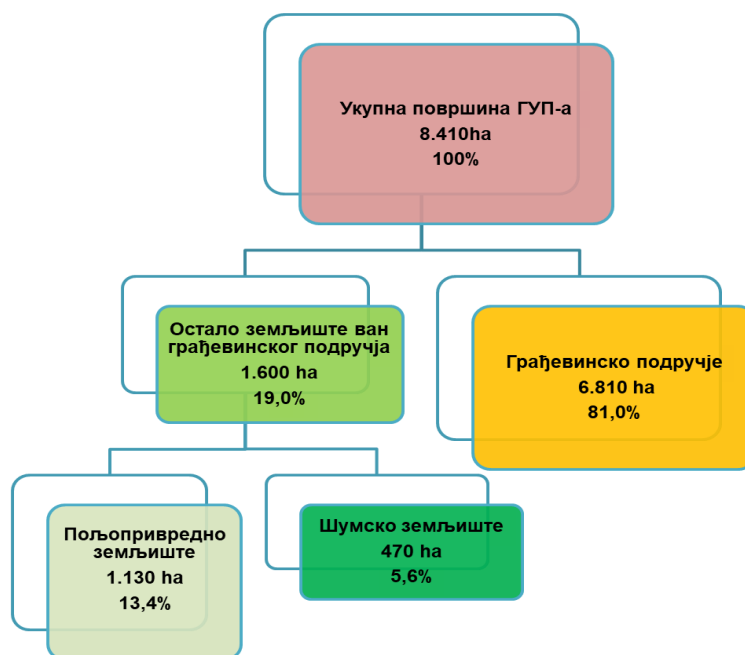 Укупна површина ГУП-а
8.410ha
100%
Остало земљиште ван
грађевинског подручја
1.600 ha
19,0%
Грађевинско подручје
6.810 ha
81,0%
Пољопривредно
земљиште
1.130 ha
13,4%
Шумско земљиште
470 ha
5,6%